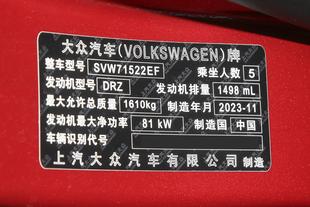 大众汽车(VOLKSWAGEN)牌
整车型号 SVW71522EF 乘坐人数 5
发动机型号 DRZ 发动机排量 1498 mL
最大允许总质量 1610kg 制造年月 2023-11
发动机最大净功率 81 kW 制造国 中国
车辆识别代号
上汽大众汽车有限公司 制造